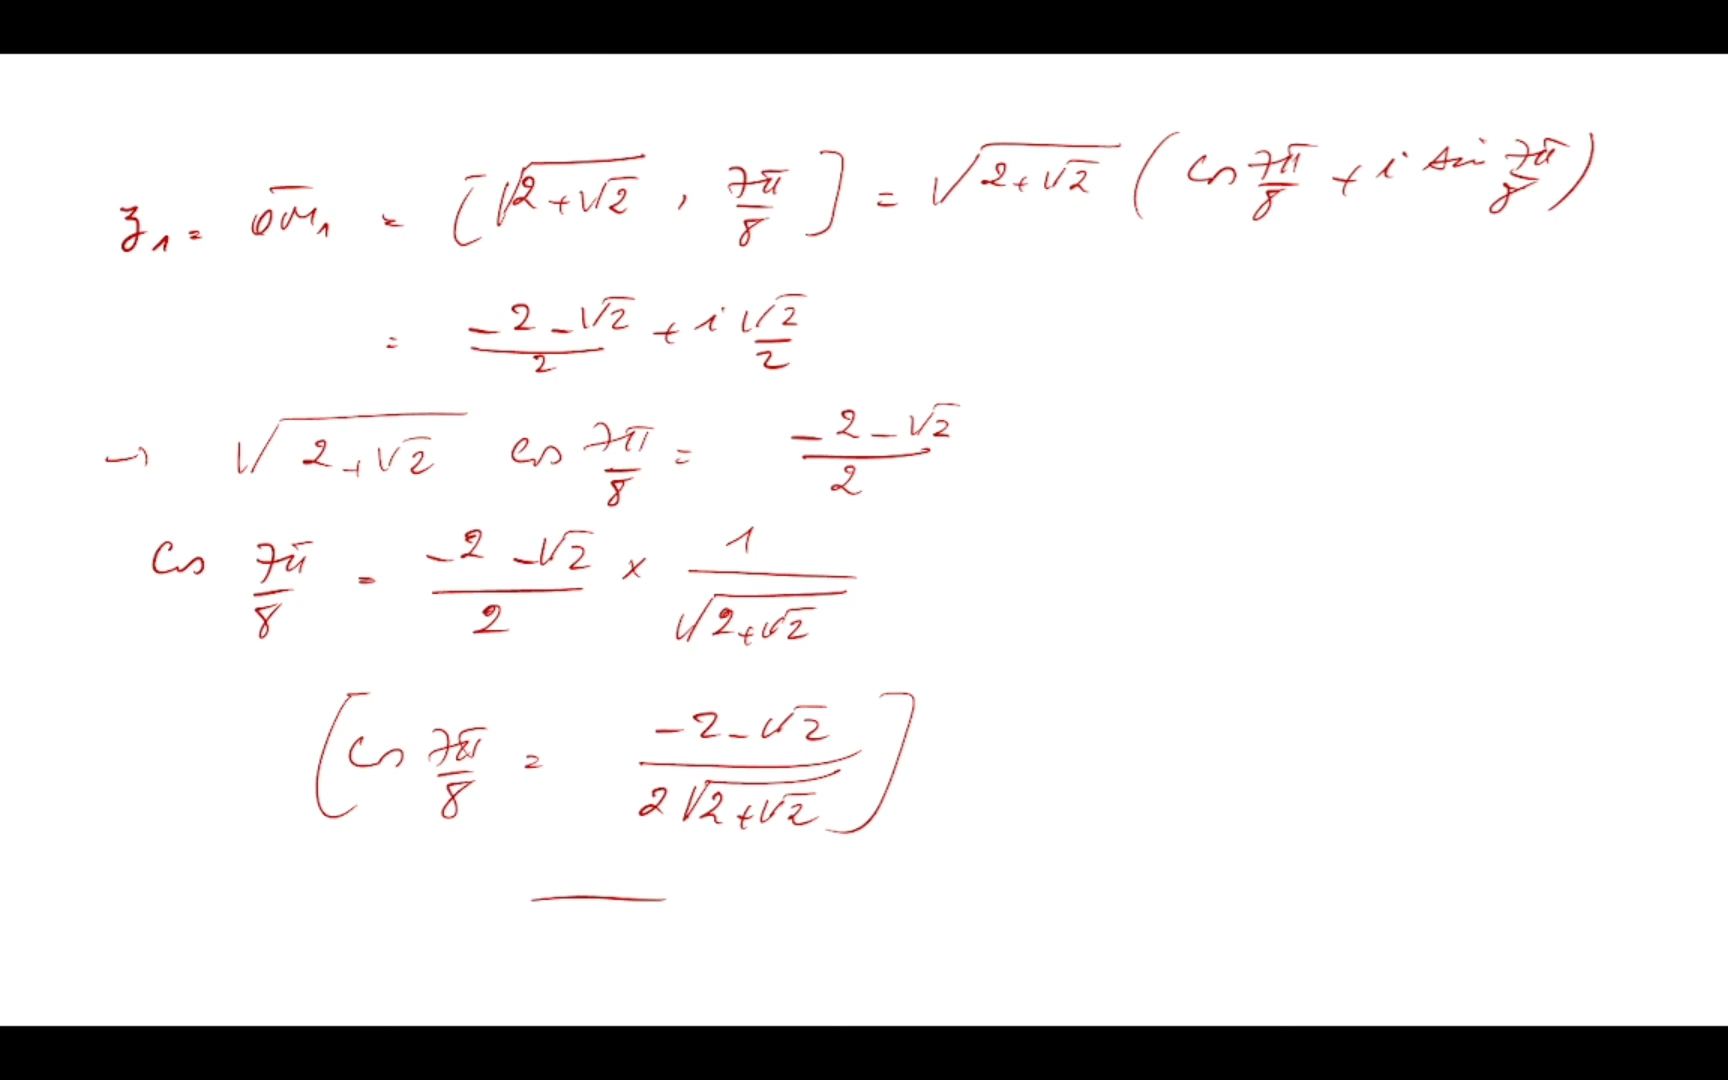 z₁ = OM₁ = [√(2+√2) , 7π/8] = √(2+√2) (cos 7π/8 + i sin 7π/8)
= (-2-√2)/2 + i √2/2
→ √(2+√2) cos 7π/8 = (-2-√2)/2
cos 7π/8 = (-2-√2)/2 × 1/√(2+√2)
[cos 7π/8 = (-2-√2)/(2√(2+√2))]